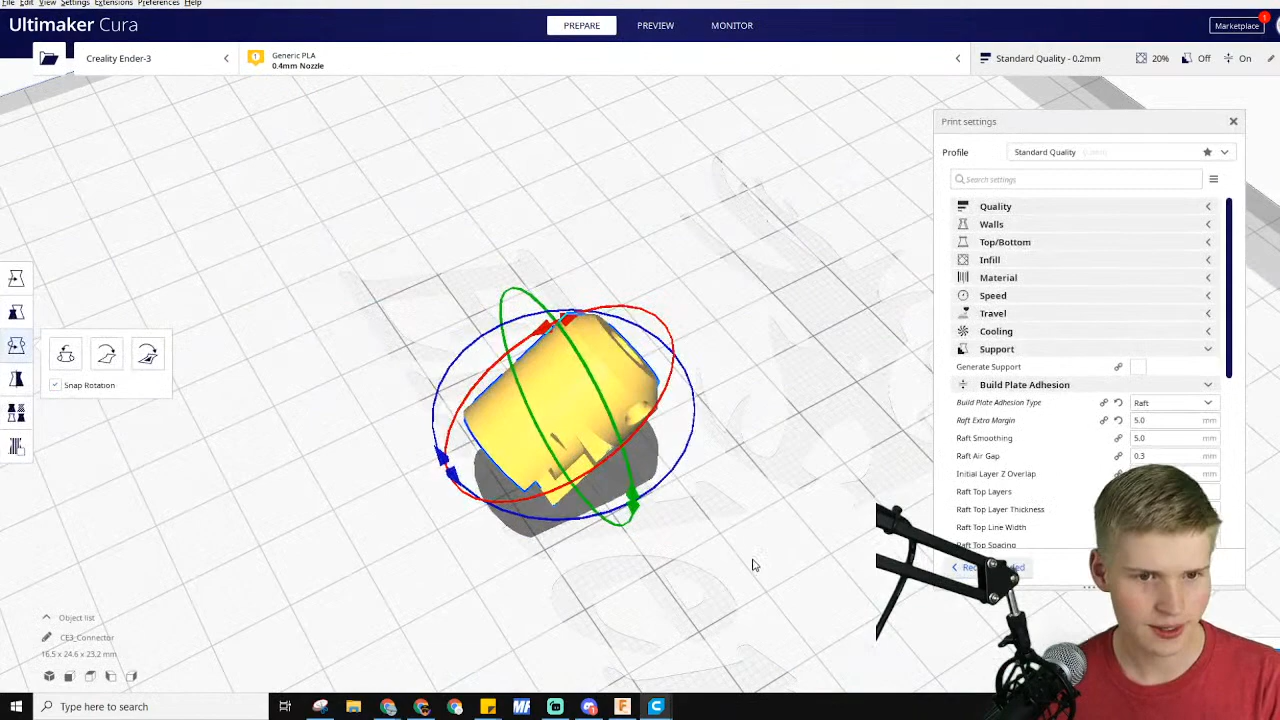 File Edit View Settings Extensions Preferences Help
Ultimaker Cura
PREPARE
PREVIEW
MONITOR
Marketplace
1
Creality Ender-3
1
Generic PLA
0.4mm Nozzle
Standard Quality - 0.2mm
20%
Off
On
Print settings
Profile
Standard Quality
Search settings
Quality
Walls
Top/Bottom
Infill
Material
Speed
Travel
Cooling
Support
Generate Support
Build Plate Adhesion
Build Plate Adhesion Type
Raft
Raft Extra Margin
5.0 mm
Raft Smoothing
5.0 mm
Raft Air Gap
0.3 mm
Initial Layer Z Overlap
mm
Raft Top Layers
Raft Top Layer Thickness
Raft Top Line Width
Raft Top Spacing
Snap Rotation
Object list
CE3_Connector
16.5 x 24.6 x 23.2 mm
Type here to search